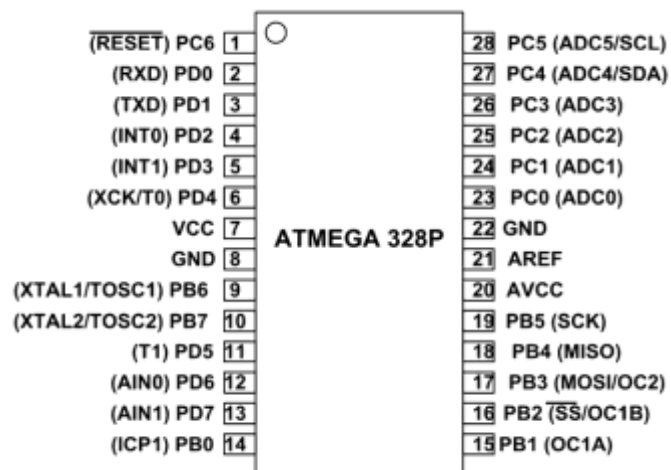 (RESET) PC6 1
(RXD) PD0 2
(TXD) PD1 3
(INT0) PD2 4
(INT1) PD3 5
(XCK/T0) PD4 6
VCC 7
GND 8
(XTAL1/TOSC1) PB6 9
(XTAL2/TOSC2) PB7 10
(T1) PD5 11
(AIN0) PD6 12
(AIN1) PD7 13
(ICP1) PB0 14
ATMEGA 328P
28 PC5 (ADC5/SCL)
27 PC4 (ADC4/SDA)
26 PC3 (ADC3)
25 PC2 (ADC2)
24 PC1 (ADC1)
23 PC0 (ADC0)
22 GND
21 AREF
20 AVCC
19 PB5 (SCK)
18 PB4 (MISO)
17 PB3 (MOSI/OC2)
16 PB2 (SS/OC1B)
15 PB1 (OC1A)